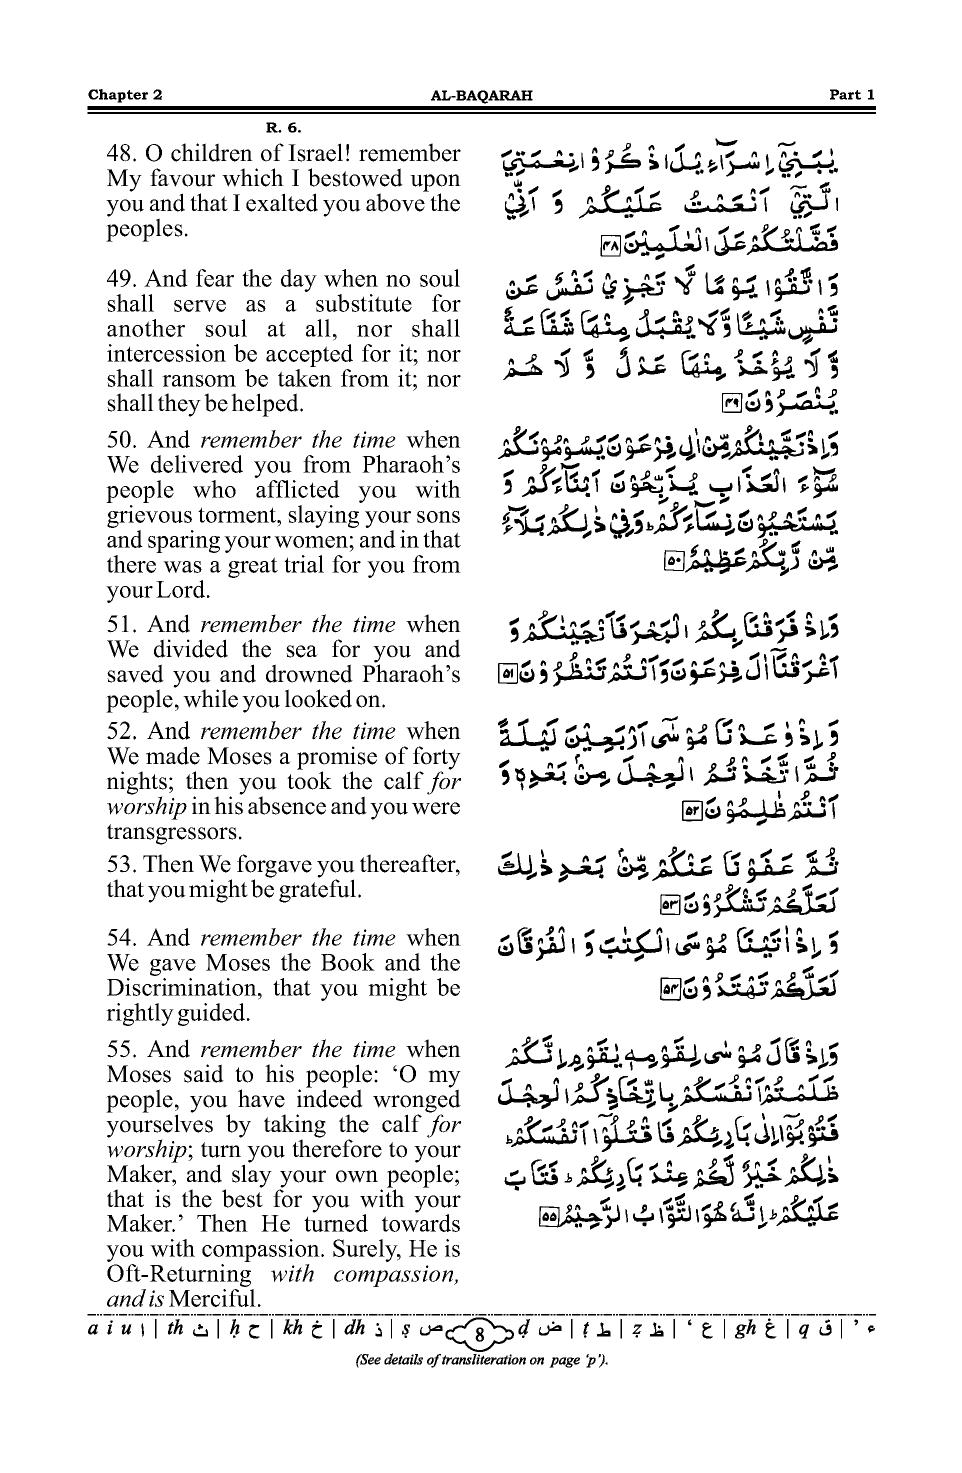 Chapter 2 AL-BAQARAH Part 1
R. 6.
48. O children of Israel! remember
My favour which I bestowed upon
you and that I exalted you above the
peoples.
49. And fear the day when no soul
shall serve as a substitute for
another soul at all, nor shall
intercession be accepted for it; nor
shall ransom be taken from it; nor
shall they be helped.
50. And remember the time when
We delivered you from Pharaoh’s
people who afflicted you with
grievous torment, slaying your sons
and sparing your women; and in that
there was a great trial for you from
your Lord.
51. And remember the time when
We divided the sea for you and
saved you and drowned Pharaoh’s
people, while you looked on.
52. And remember the time when
We made Moses a promise of forty
nights; then you took the calf for
worship in his absence and you were
transgressors.
53. Then We forgave you thereafter,
that you might be grateful.
54. And remember the time when
We gave Moses the Book and the
Discrimination, that you might be
rightly guided.
55. And remember the time when
Moses said to his people: ‘O my
people, you have indeed wronged
yourselves by taking the calf for
worship; turn you therefore to your
Maker, and slay your own people;
that is the best for you with your
Maker.’ Then He turned towards
you with compassion. Surely, He is
Oft-Returning with compassion,
and is Merciful.
يٰبَنِيْۤ اِسْرَآءِيْلَ اذْكُرُوْا نِعْمَتِيَ
الَّتِيْۤ اَنْعَمْتُ عَلَيْكُمْ وَ اَنِّيْ
فَضَّلْتُكُمْ عَلَى الْعٰلَمِيْنَ ۴۸
وَ اتَّقُوْا يَوْمًا لَّا تَجْزِيْ نَفْسٌ عَنْ
نَّفْسٍ شَيْـًٔا وَّ لَا يُقْبَلُ مِنْهَا شَفَاعَةٌ
وَّ لَا يُؤْخَذُ مِنْهَا عَدْلٌ وَّ لَا هُمْ
يُنْصَرُوْنَ ۴۹
وَ اِذْ نَجَّيْنٰكُمْ مِّنْ اٰلِ فِرْعَوْنَ يَسُوْمُوْنَكُمْ
سُوْٓءَ الْعَذَابِ يُذَبِّحُوْنَ اَبْنَآءَكُمْ وَ
يَسْتَحْيُوْنَ نِسَآءَكُمْ ؕ وَ فِيْ ذٰلِكُمْ بَلَآءٌ
مِّنْ رَّبِّكُمْ عَظِيْمٌ ۵۰
وَ اِذْ فَرَقْنَا بِكُمُ الْبَحْرَ فَاَنْجَيْنٰكُمْ وَ
اَغْرَقْنَاۤ اٰلَ فِرْعَوْنَ وَ اَنْتُمْ تَنْظُرُوْنَ ۵۱
وَ اِذْ وٰعَدْنَا مُوْسٰۤى اَرْبَعِيْنَ لَيْلَةً
ثُمَّ اتَّخَذْتُمُ الْعِجْلَ مِنْۢ بَعْدِهٖ وَ
اَنْتُمْ ظٰلِمُوْنَ ۵۲
ثُمَّ عَفَوْنَا عَنْكُمْ مِّنْۢ بَعْدِ ذٰلِكَ
لَعَلَّكُمْ تَشْكُرُوْنَ ۵۳
وَ اِذْ اٰتَيْنَا مُوْسَى الْكِتٰبَ وَ الْفُرْقَانَ
لَعَلَّكُمْ تَهْتَدُوْنَ ۵۴
وَ اِذْ قَالَ مُوْسٰى لِقَوْمِهٖ يٰقَوْمِ اِنَّكُمْ
ظَلَمْتُمْ اَنْفُسَكُمْ بِاتِّخَاذِكُمُ الْعِجْلَ
فَتُوْبُوْۤا اِلٰى بَارِئِكُمْ فَاقْتُلُوْۤا اَنْفُسَكُمْ ؕ
ذٰلِكُمْ خَيْرٌ لَّكُمْ عِنْدَ بَارِئِكُمْ ؕ فَتَابَ
عَلَيْكُمْ ؕ اِنَّهٗ هُوَ التَّوَّابُ الرَّحِيْمُ ۵۵
a i u ا | th ث | ḥ ح | kh خ | dh ذ | ṣ ص 8 ḍ ض | ṭ ط | ẓ ظ | ‘ ع | gh غ | q ق | ’ ء
(See details of transliteration on page ‘p’).